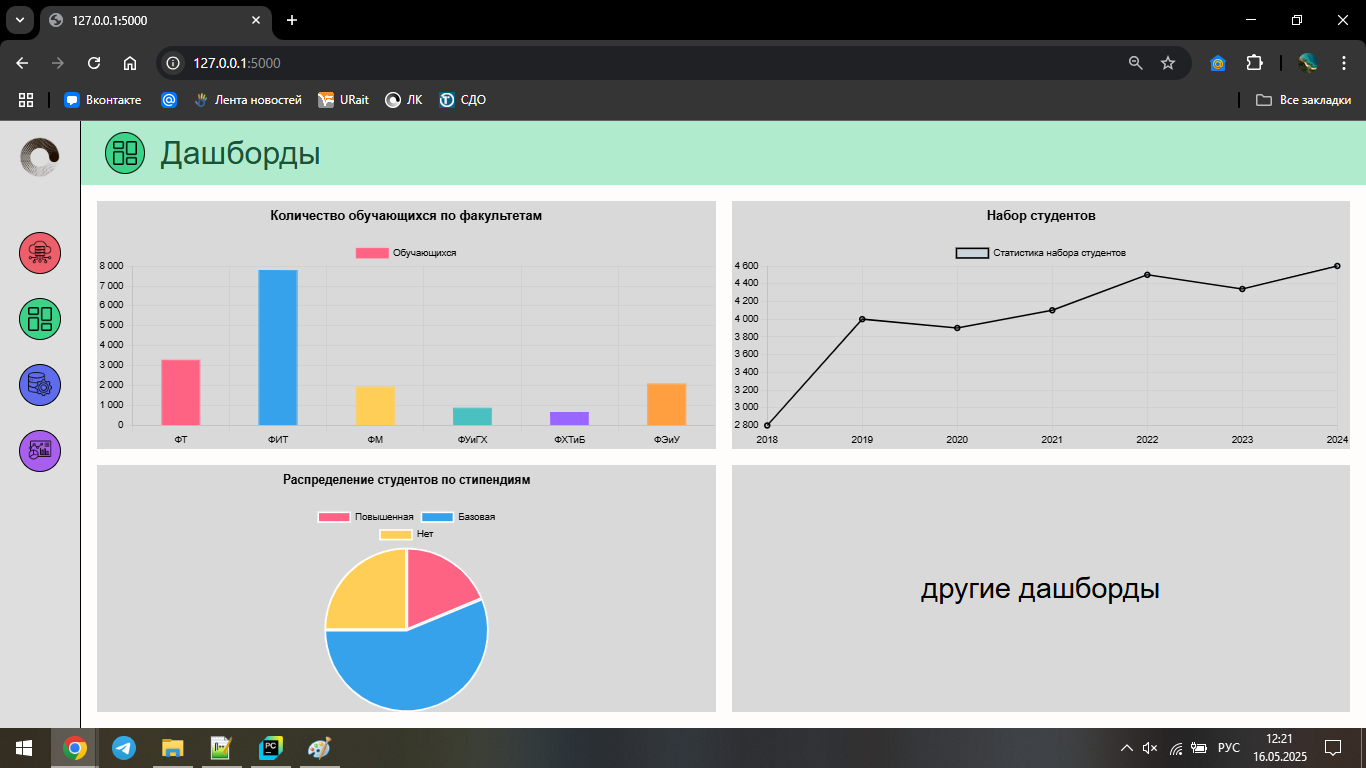 127.0.0.1:5000
127.0.0.1:5000
Вконтакте
Лента новостей
URait
ЛК
СДО
Все закладки
Дашборды
Количество обучающихся по факультетам
Обучающихся
8 000
7 000
6 000
5 000
4 000
3 000
2 000
1 000
0
ФТ ФИТ ФМ ФУиГХ ФХТиБ ФЭиУ
Набор студентов
Статистика набора студентов
4 600
4 400
4 200
4 000
3 800
3 600
3 400
3 200
3 000
2 800
2018 2019 2020 2021 2022 2023 2024
Распределение студентов по стипендиям
Повышенная Базовая
Нет
другие дашборды
PC
РУС
12:21
16.05.2025